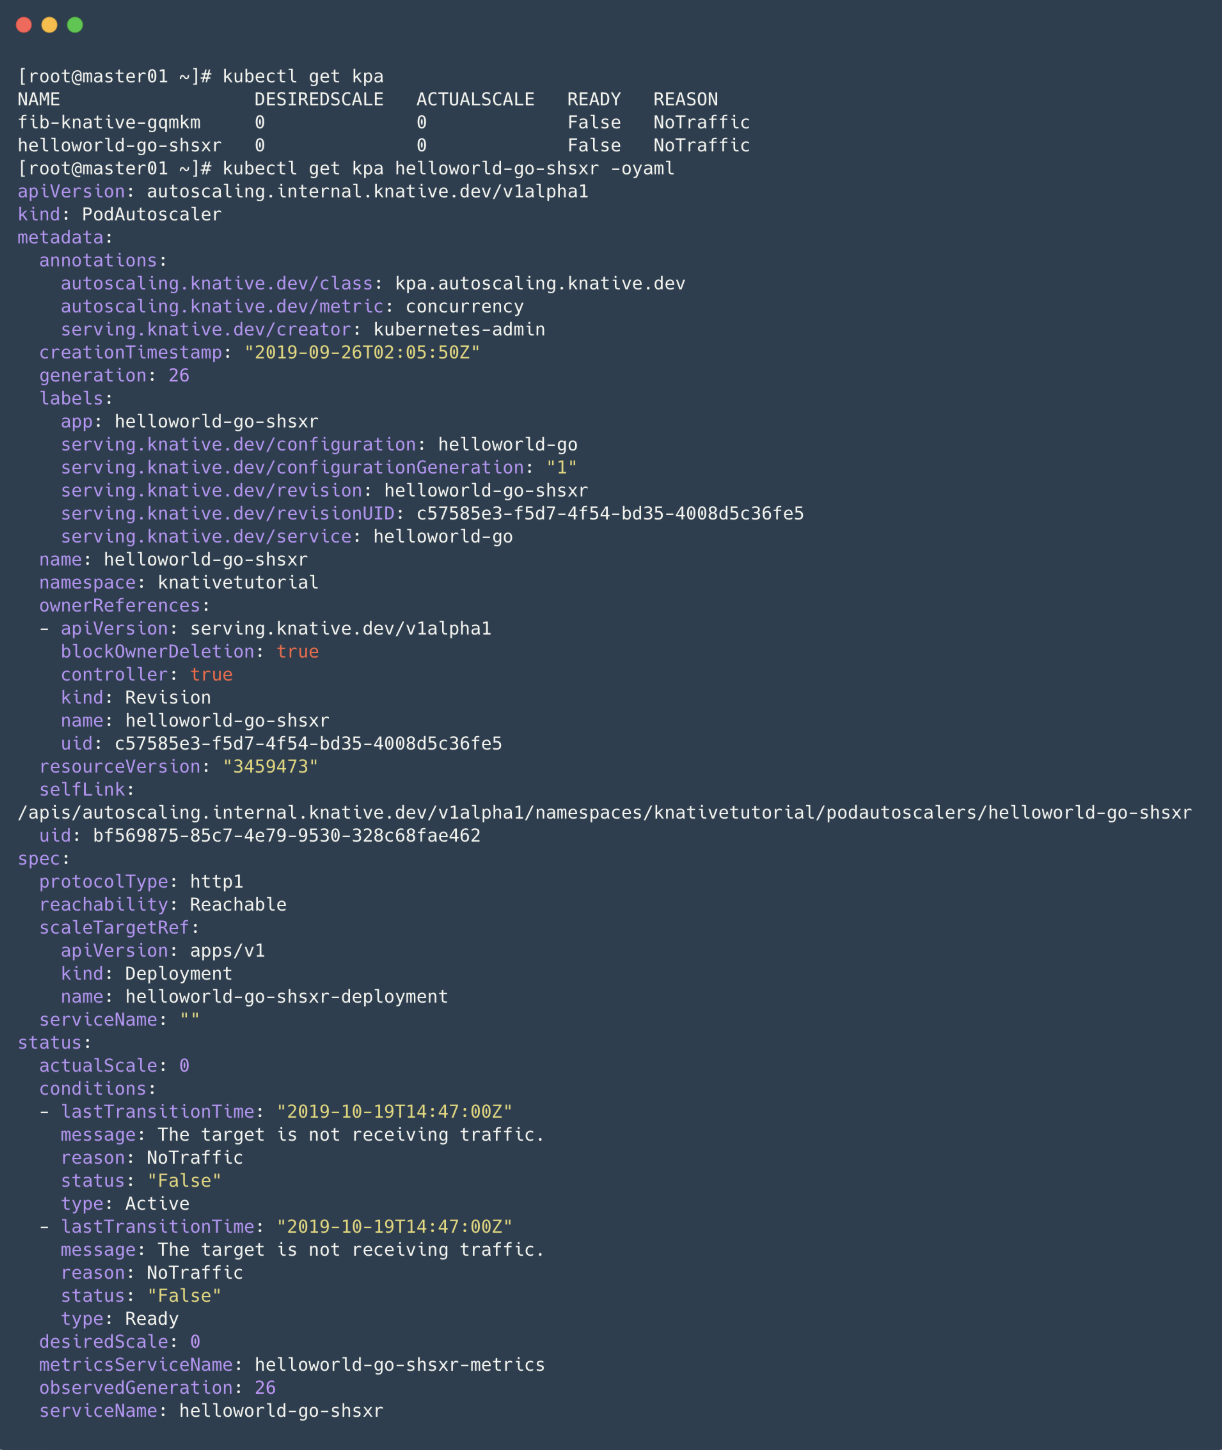 [root@master01 ~]# kubectl get kpa
NAME                  DESIREDSCALE   ACTUALSCALE   READY   REASON
fib-knative-gqmkm     0              0             False   NoTraffic
helloworld-go-shsxr   0              0             False   NoTraffic
[root@master01 ~]# kubectl get kpa helloworld-go-shsxr -oyaml
apiVersion: autoscaling.internal.knative.dev/v1alpha1
kind: PodAutoscaler
metadata:
  annotations:
    autoscaling.knative.dev/class: kpa.autoscaling.knative.dev
    autoscaling.knative.dev/metric: concurrency
    serving.knative.dev/creator: kubernetes-admin
  creationTimestamp: "2019-09-26T02:05:50Z"
  generation: 26
  labels:
    app: helloworld-go-shsxr
    serving.knative.dev/configuration: helloworld-go
    serving.knative.dev/configurationGeneration: "1"
    serving.knative.dev/revision: helloworld-go-shsxr
    serving.knative.dev/revisionUID: c57585e3-f5d7-4f54-bd35-4008d5c36fe5
    serving.knative.dev/service: helloworld-go
  name: helloworld-go-shsxr
  namespace: knativetutorial
  ownerReferences:
  - apiVersion: serving.knative.dev/v1alpha1
    blockOwnerDeletion: true
    controller: true
    kind: Revision
    name: helloworld-go-shsxr
    uid: c57585e3-f5d7-4f54-bd35-4008d5c36fe5
  resourceVersion: "3459473"
  selfLink:
/apis/autoscaling.internal.knative.dev/v1alpha1/namespaces/knativetutorial/podautoscalers/helloworld-go-shsxr
  uid: bf569875-85c7-4e79-9530-328c68fae462
spec:
  protocolType: http1
  reachability: Reachable
  scaleTargetRef:
    apiVersion: apps/v1
    kind: Deployment
    name: helloworld-go-shsxr-deployment
  serviceName: ""
status:
  actualScale: 0
  conditions:
  - lastTransitionTime: "2019-10-19T14:47:00Z"
    message: The target is not receiving traffic.
    reason: NoTraffic
    status: "False"
    type: Active
  - lastTransitionTime: "2019-10-19T14:47:00Z"
    message: The target is not receiving traffic.
    reason: NoTraffic
    status: "False"
    type: Ready
  desiredScale: 0
  metricsServiceName: helloworld-go-shsxr-metrics
  observedGeneration: 26
  serviceName: helloworld-go-shsxr